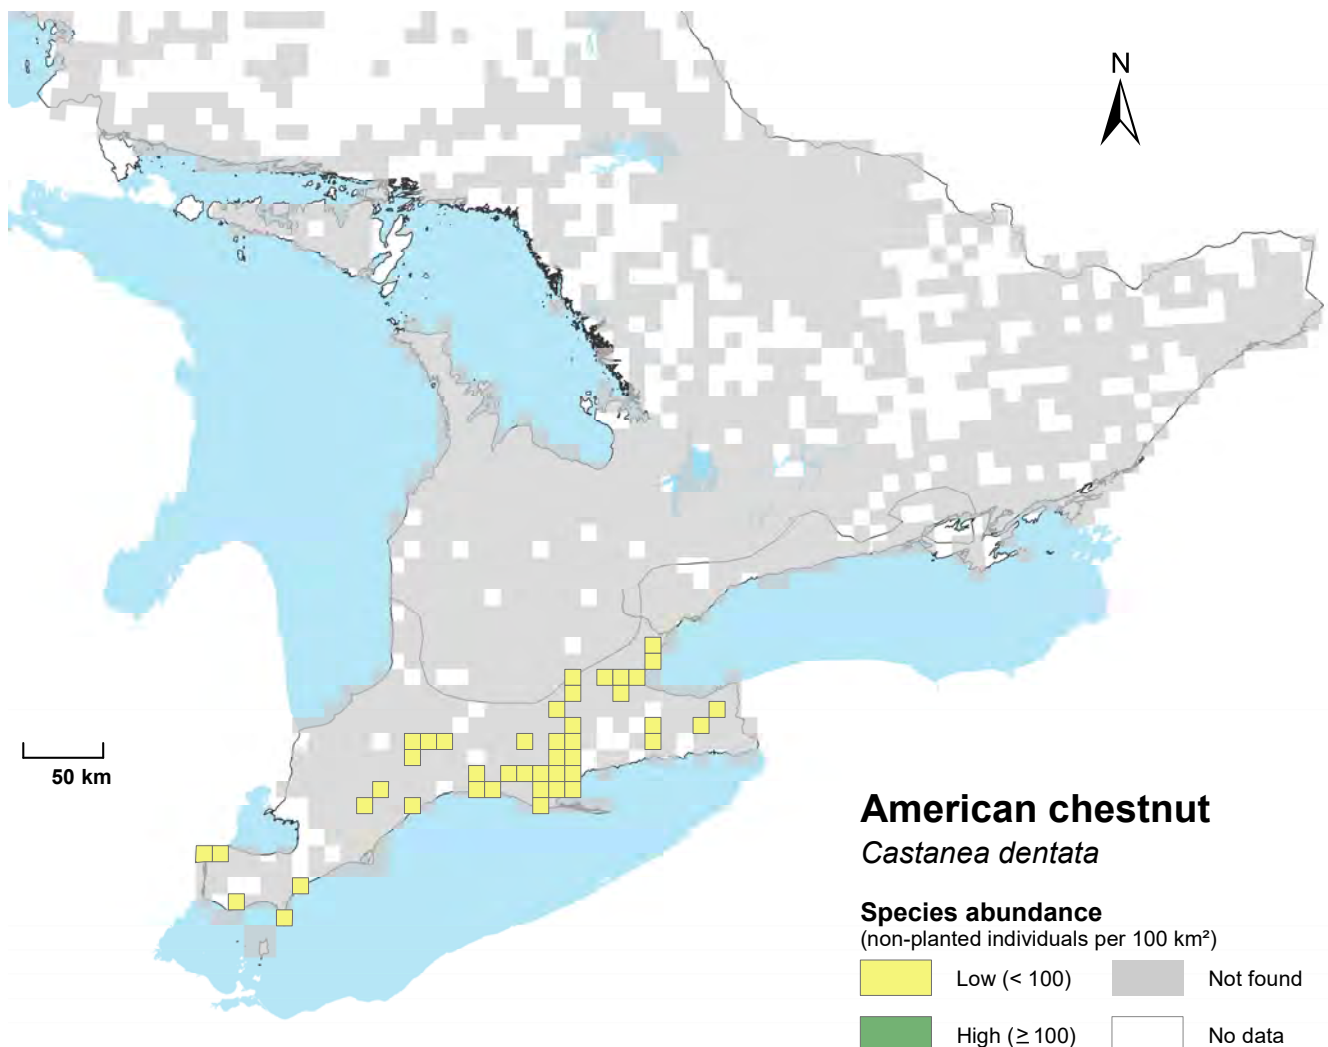 N
50 km
American chestnut
Castanea dentata
Species abundance
(non-planted individuals per 100 km²)
Low (< 100)
Not found
High (≥ 100)
No data